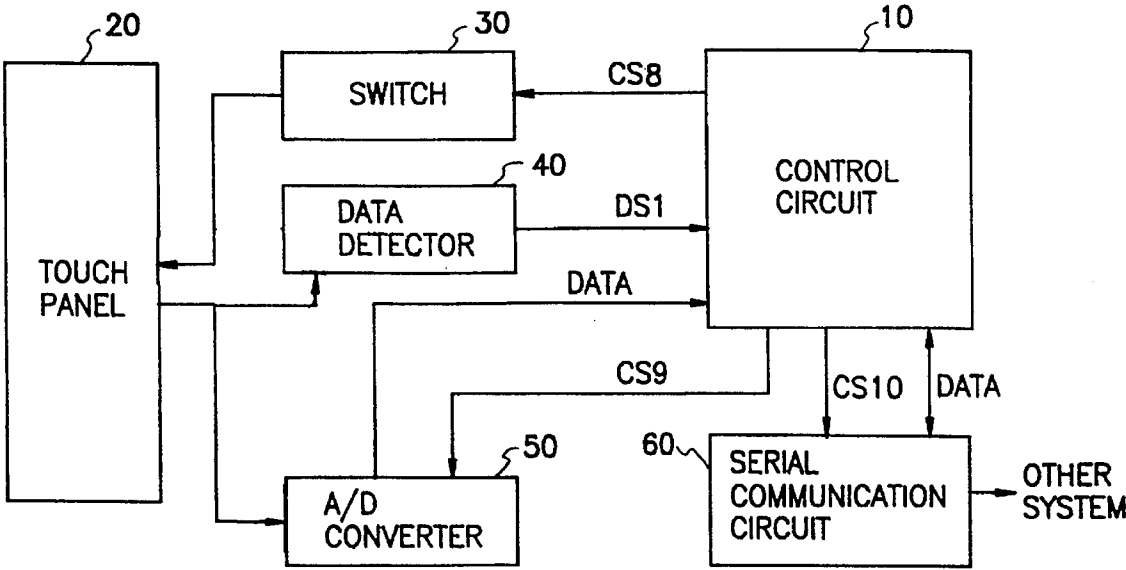 20
30
10
SWITCH
CS8
CONTROL
CIRCUIT
40
DATA
DETECTOR
DS1
TOUCH
PANEL
DATA
CS9
CS10
DATA
50
A/D
CONVERTER
60
SERIAL
COMMUNICATION
CIRCUIT
OTHER
SYSTEM